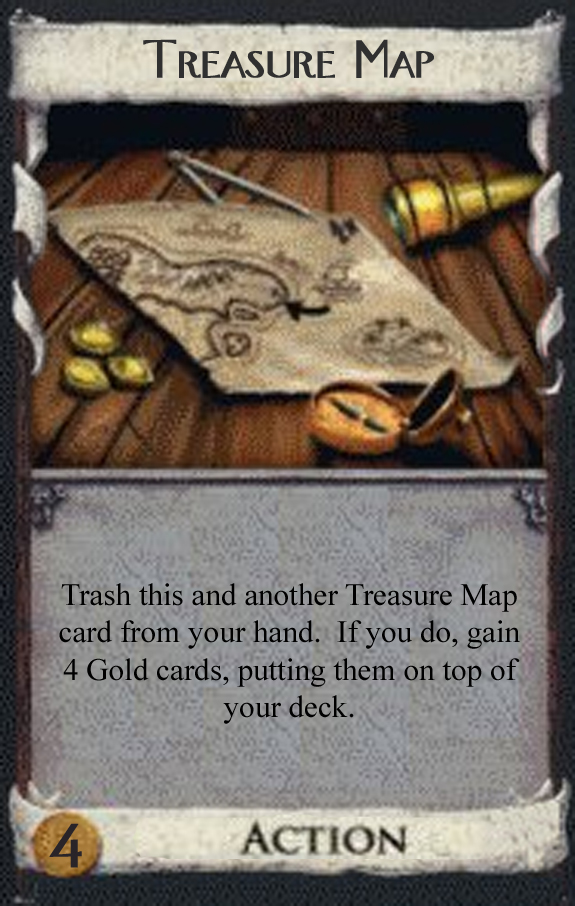 TREASURE MAP
Trash this and another Treasure Map
card from your hand.  If you do, gain
4 Gold cards, putting them on top of
your deck.
4
ACTION